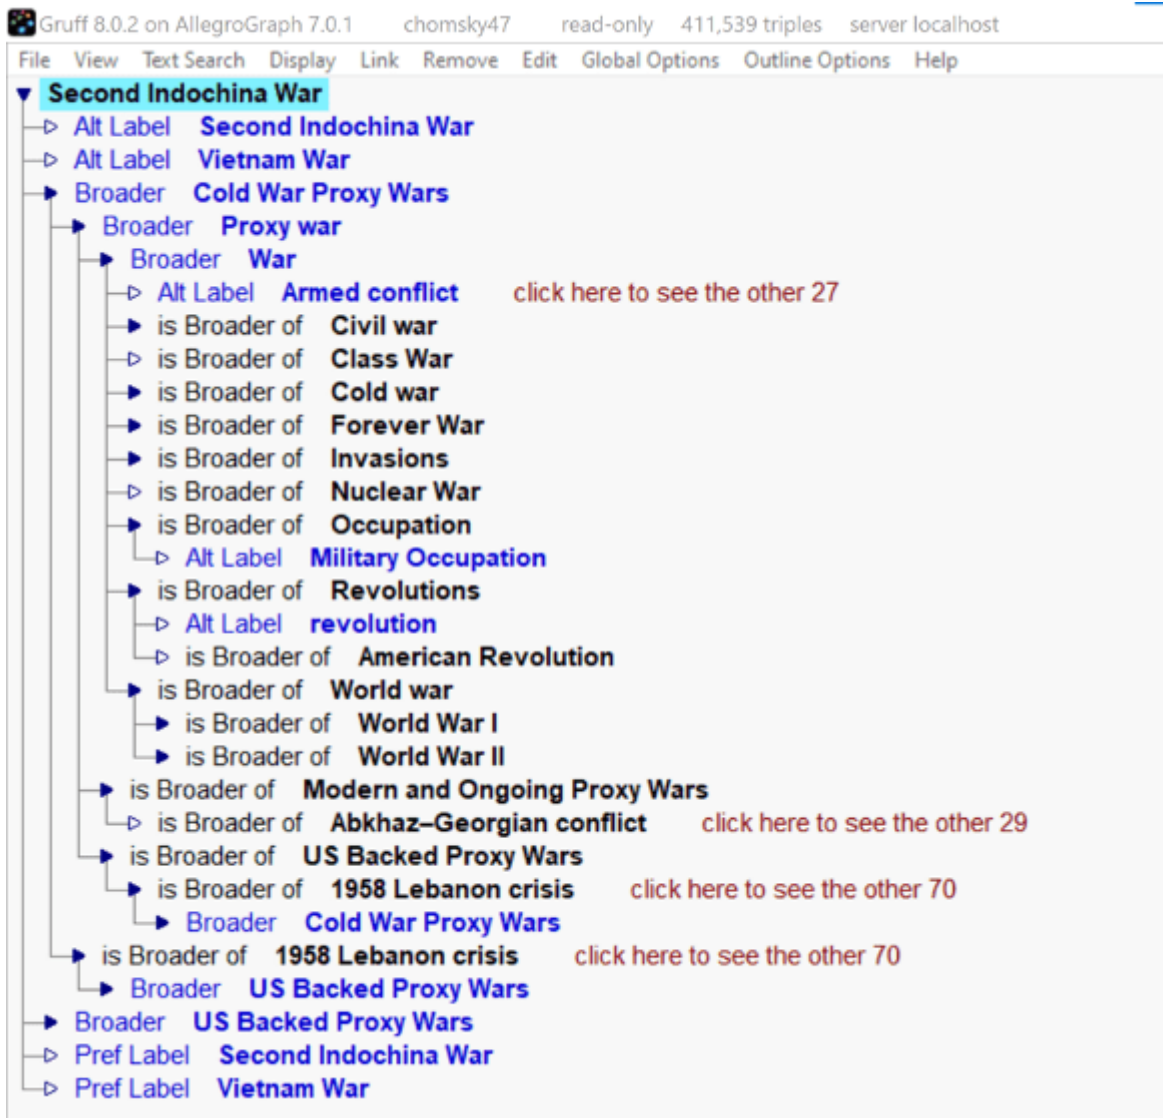 Gruff 8.0.2 on AllegroGraph 7.0.1 chomsky47 read-only 411,539 triples server localhost
File View Text Search Display Link Remove Edit Global Options Outline Options Help
Second Indochina War
Alt Label Second Indochina War
Alt Label Vietnam War
Broader Cold War Proxy Wars
Broader Proxy war
Broader War
Alt Label Armed conflict click here to see the other 27
is Broader of Civil war
is Broader of Class War
is Broader of Cold war
is Broader of Forever War
is Broader of Invasions
is Broader of Nuclear War
is Broader of Occupation
Alt Label Military Occupation
is Broader of Revolutions
Alt Label revolution
is Broader of American Revolution
is Broader of World war
is Broader of World War I
is Broader of World War II
is Broader of Modern and Ongoing Proxy Wars
is Broader of Abkhaz–Georgian conflict click here to see the other 29
is Broader of US Backed Proxy Wars
is Broader of 1958 Lebanon crisis click here to see the other 70
Broader Cold War Proxy Wars
is Broader of 1958 Lebanon crisis click here to see the other 70
Broader US Backed Proxy Wars
Broader US Backed Proxy Wars
Pref Label Second Indochina War
Pref Label Vietnam War